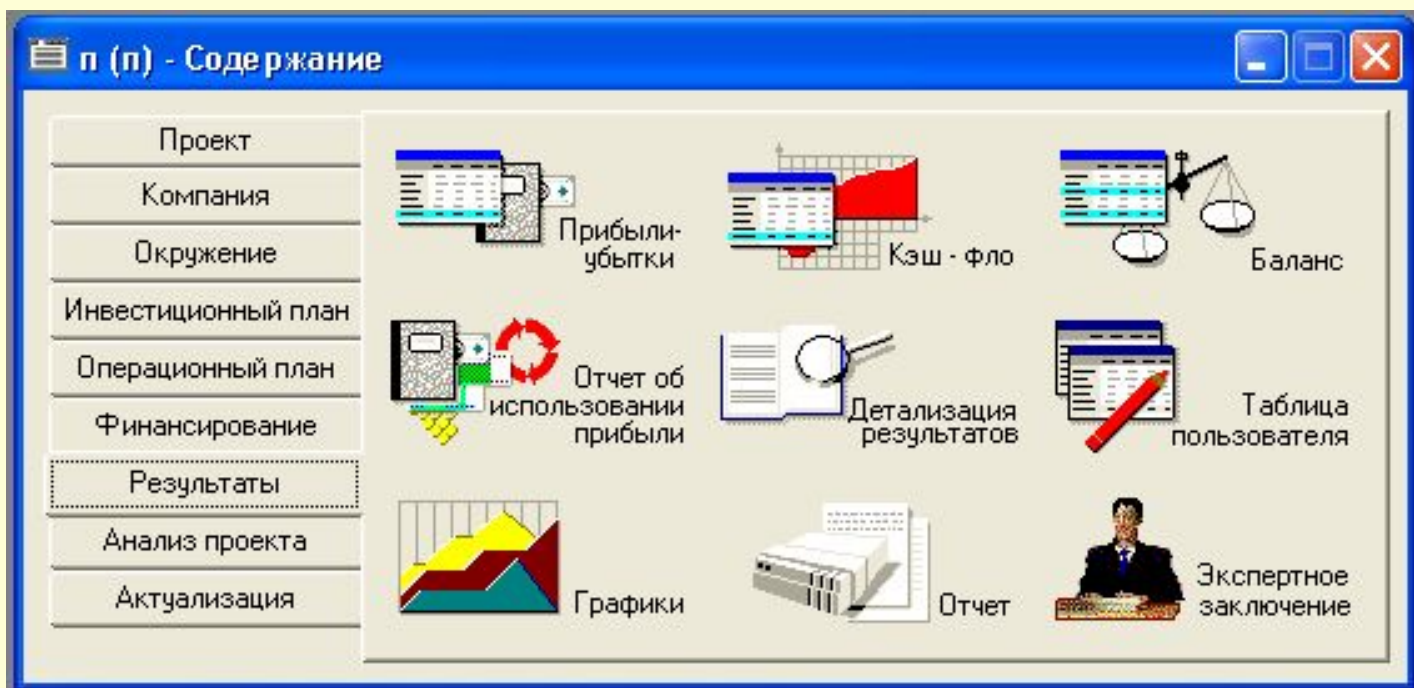 п (п) - Содержание
Проект
Компания
Окружение
Инвестиционный план
Операционный план
Финансирование
Результаты
Анализ проекта
Актуализация
Прибыли-
убытки
Кэш - фло
Баланс
Отчет об
использовании
прибыли
Детализация
результатов
Таблица
пользователя
Графики
Отчет
Экспертное
заключение